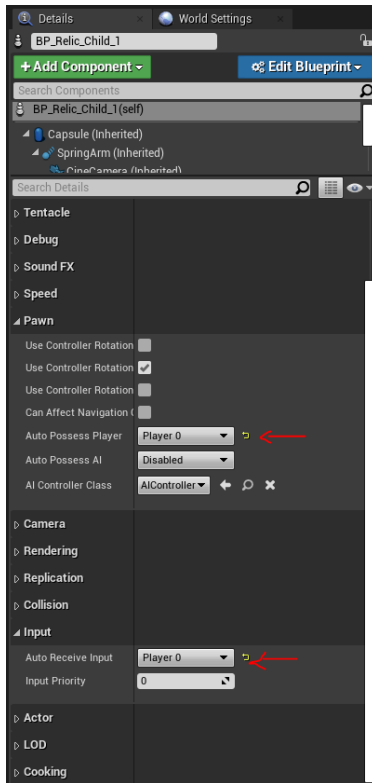 Details
World Settings
BP_Relic_Child_1
+Add Component
Edit Blueprint
Search Components
BP_Relic_Child_1(self)
Capsule (Inherited)
SpringArm (Inherited)
CineCamera (Inherited)
Search Details
Tentacle
Debug
Sound FX
Speed
Pawn
Use Controller Rotation
Use Controller Rotation
Use Controller Rotation
Can Affect Navigation (
Auto Possess Player Player 0
Auto Possess AI Disabled
AI Controller Class AIController
Camera
Rendering
Replication
Collision
Input
Auto Receive Input Player 0
Input Priority 0
Actor
LOD
Cooking